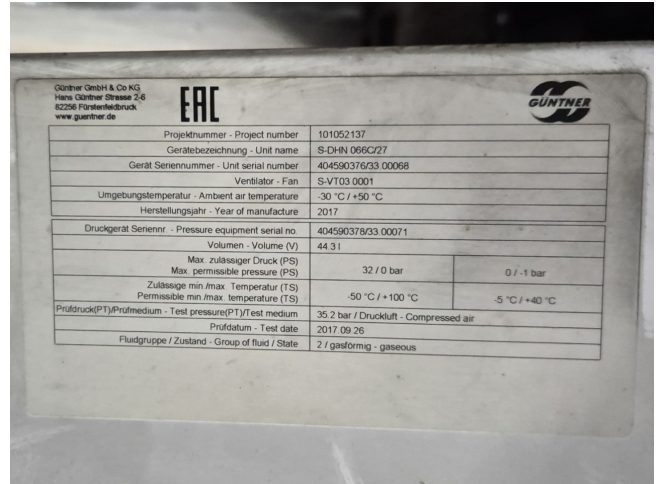 Güntner GmbH & Co KG
Hans Güntner Strasse 2-6
82256 Fürstenfeldbruck
www.guentner.de
EAC
GÜNTNER
Projektnummer - Project number 101052137
Gerätebezeichnung - Unit name S-DHN 066C/27
Gerät Seriennummer - Unit serial number 404590376/33 00068
Ventilator - Fan S-VT03 0001
Umgebungstemperatur - Ambient air temperature -30 °C / +50 °C
Herstellungsjahr - Year of manufacture 2017
Druckgerät Seriennr - Pressure equipment serial no. 404590378/33 00071
Volumen - Volume (V) 44.3 l
Max. zulässiger Druck (PS)
Max. permissible pressure (PS) 32 / 0 bar 0 / -1 bar
Zulässige min./max. Temperatur (TS)
Permissible min./max. temperature (TS) -50 °C / +100 °C -5 °C / +40 °C
Prüfdruck(PT)/Prüfmedium - Test pressure(PT)/Test medium 35.2 bar / Druckluft - Compressed air
Prüfdatum - Test date 2017.09.26
Fluidgruppe / Zustand - Group of fluid / State 2 / gasförmig - gaseous